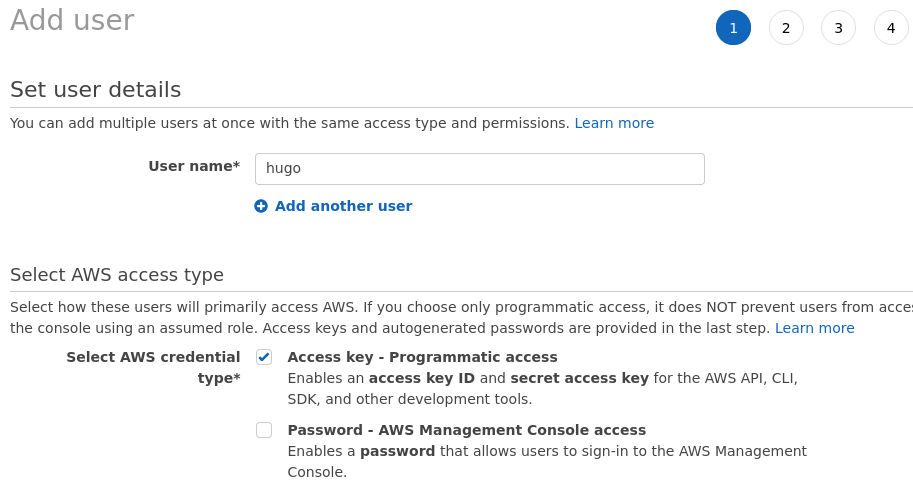 Add user
1 2 3 4
Set user details
You can add multiple users at once with the same access type and permissions. Learn more
User name* hugo
Add another user
Select AWS access type
Select how these users will primarily access AWS. If you choose only programmatic access, it does NOT prevent users from
the console using an assumed role. Access keys and autogenerated passwords are provided in the last step. Learn more
Select AWS credential type*
Access key - Programmatic access
Enables an access key ID and secret access key for the AWS API, CLI,
SDK, and other development tools.
Password - AWS Management Console access
Enables a password that allows users to sign-in to the AWS Management
Console.